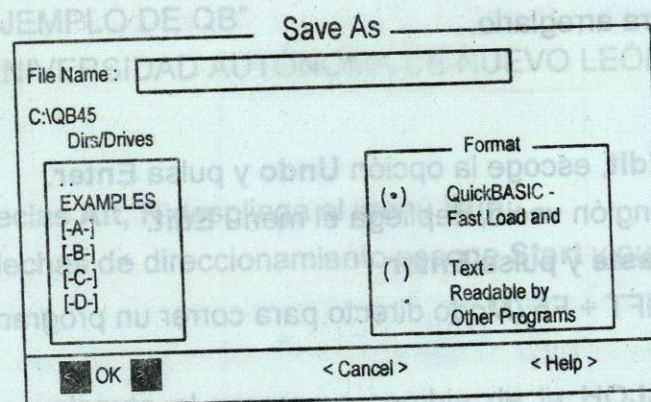 Save As
File Name :
C:\QB45
Dirs/Drives
..
EXAMPLES
[-A-]
[-B-]
[-C-]
[-D-]
Format
(•) QuickBASIC -
Fast Load and
( ) Text -
Readable by
Other Programs
< OK >
< Cancel >
< Help >